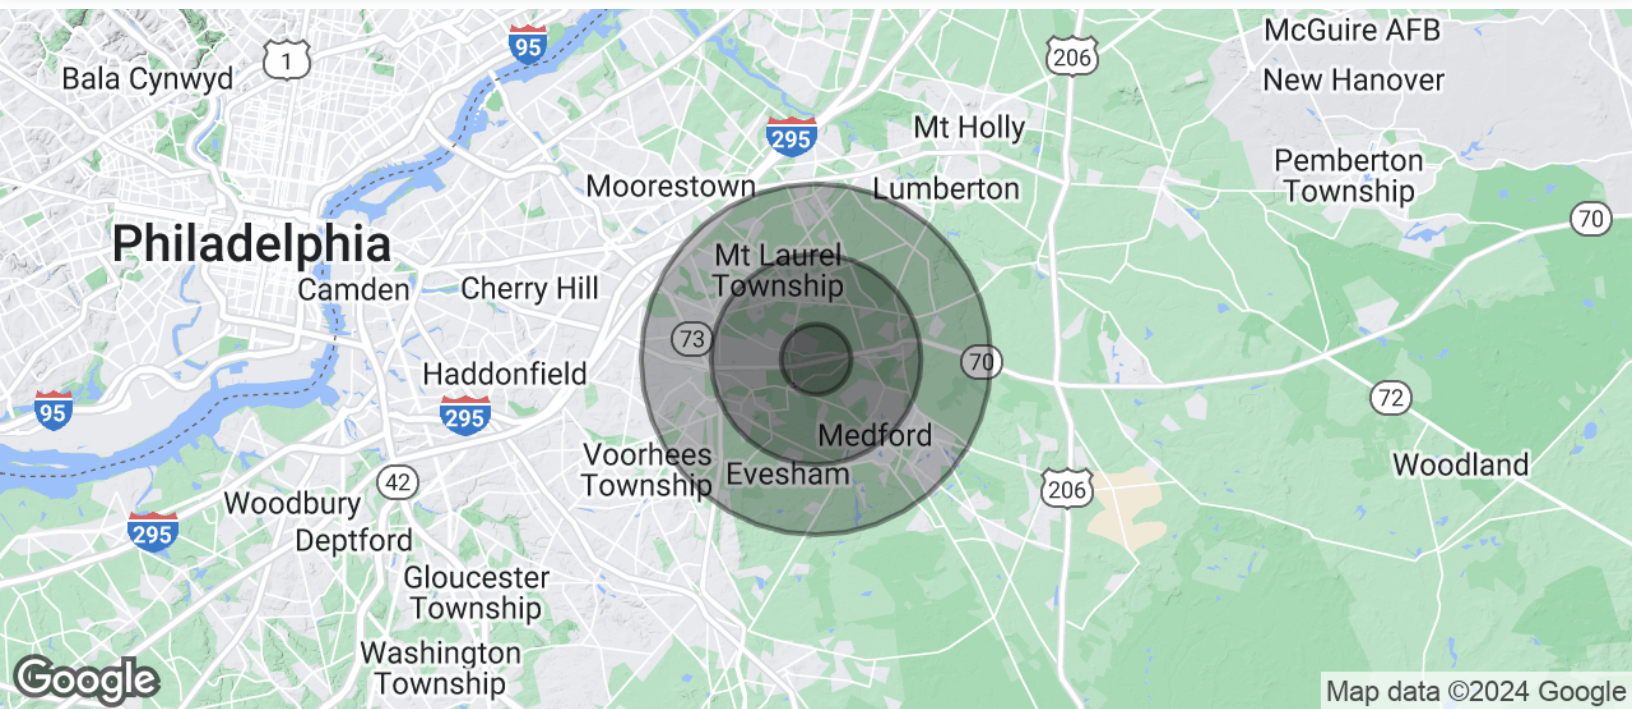 McGuire AFB
95
1
206
Bala Cynwyd
New Hanover
Mt Holly
295
Pemberton
Township
Moorestown
Lumberton
70
Philadelphia
Mt Laurel
Township
Camden
Cherry Hill
73
70
Haddonfield
72
95
295
Medford
Voorhees
Township
Evesham
Woodland
42
206
Woodbury
295
Deptford
Gloucester
Township
Washington
Township
Google
Map data ©2024 Google